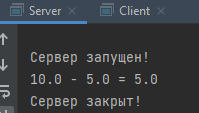 Server
Client
Сервер запущен!
10.0 - 5.0 = 5.0
Сервер закрыт!